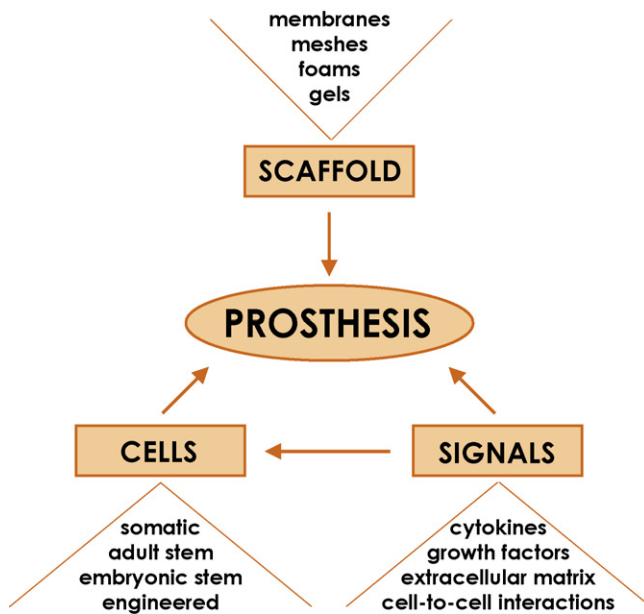 membranes
meshes
foams
gels
SCAFFOLD
PROSTHESIS
CELLS
SIGNALS
somatic
adult stem
embryonic stem
engineered
cytokines
growth factors
extracellular matrix
cell-to-cell interactions